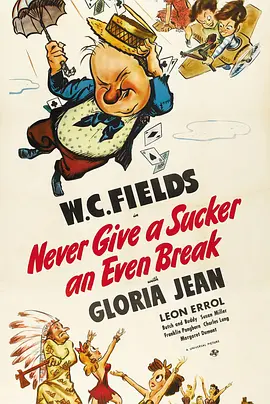 W.C. FIELDS
in
Never Give a Sucker
an Even Break
with
GLORIA JEAN
LEON ERROL
Butch and Buddy Susan Miller
Franklin Pangborn Charles Lang
Margaret Dumont
A UNIVERSAL PICTURE